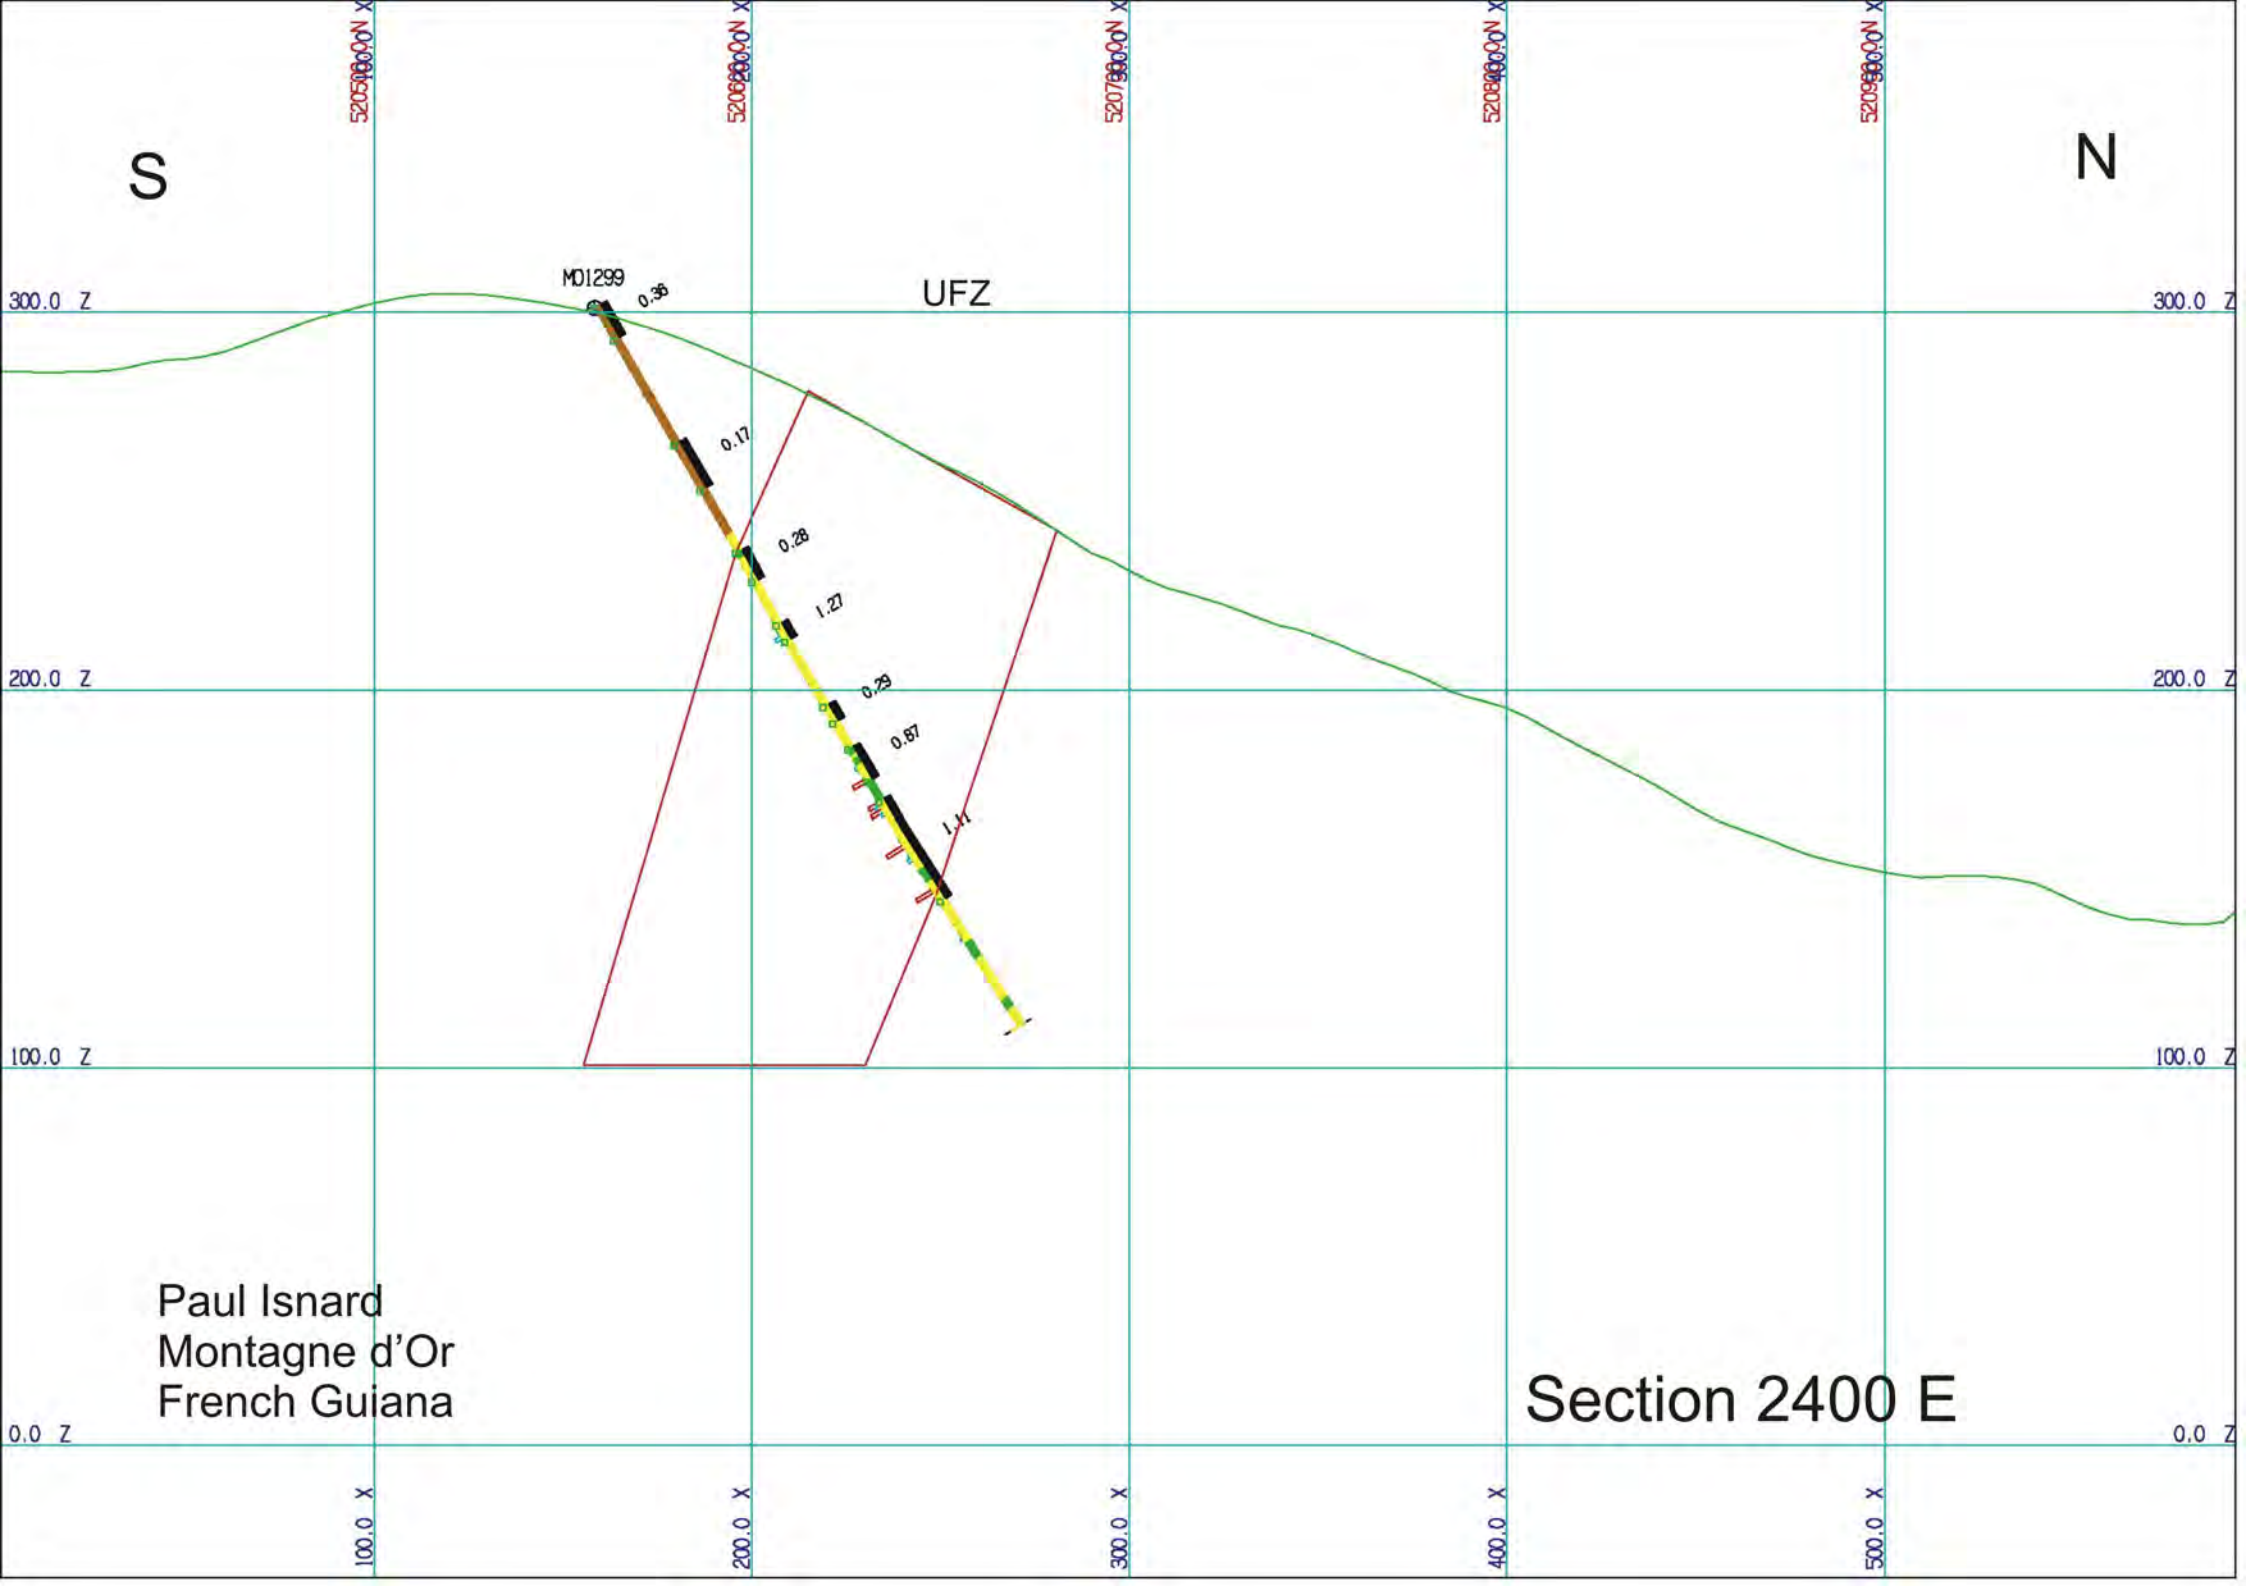 S
N
MO1299
UFZ
0.36
300.0 Z
300.0 Z
0.17
0.28
1.27
200.0 Z
200.0 Z
0.29
0.87
1.11
100.0 Z
100.0 Z
Paul Isnard
Montagne d’Or
French Guiana
Section 2400 E
0.0 Z
0.0 Z
100.0 X
200.0 X
300.0 X
400.0 X
500.0 X